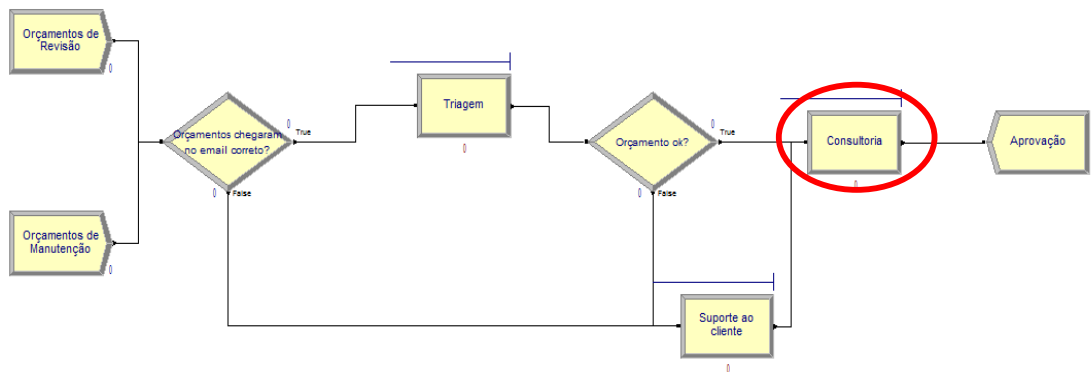 Orçamentos de
Revisão
0
Orçamentos chegaram
no email correto?
0
True
0
False
Orçamentos de
Manutenção
0
Triagem
0
Orçamento ok?
0
True
0
False
Suporte ao
cliente
0
Consultoria
0
Aprovação